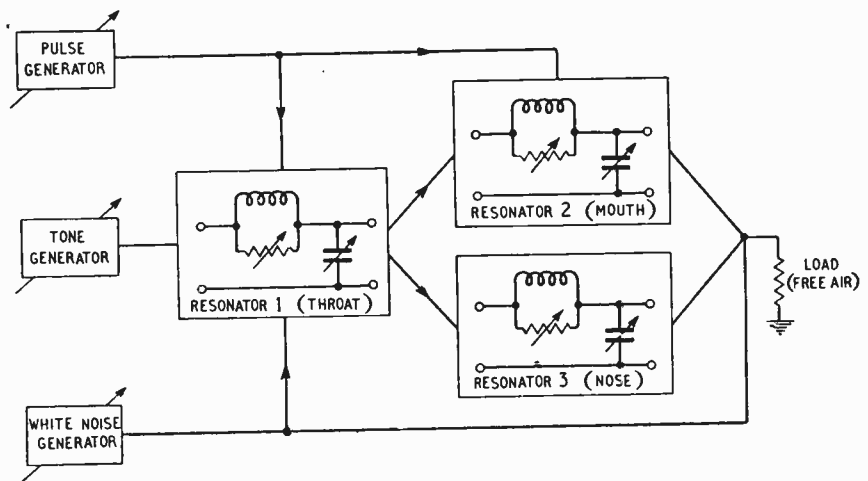 PULSE
GENERATOR
RESONATOR 2 (MOUTH)
TONE
GENERATOR
RESONATOR 1 (THROAT)
LOAD
(FREE AIR)
RESONATOR 3 (NOSE)
WHITE NOISE
GENERATOR